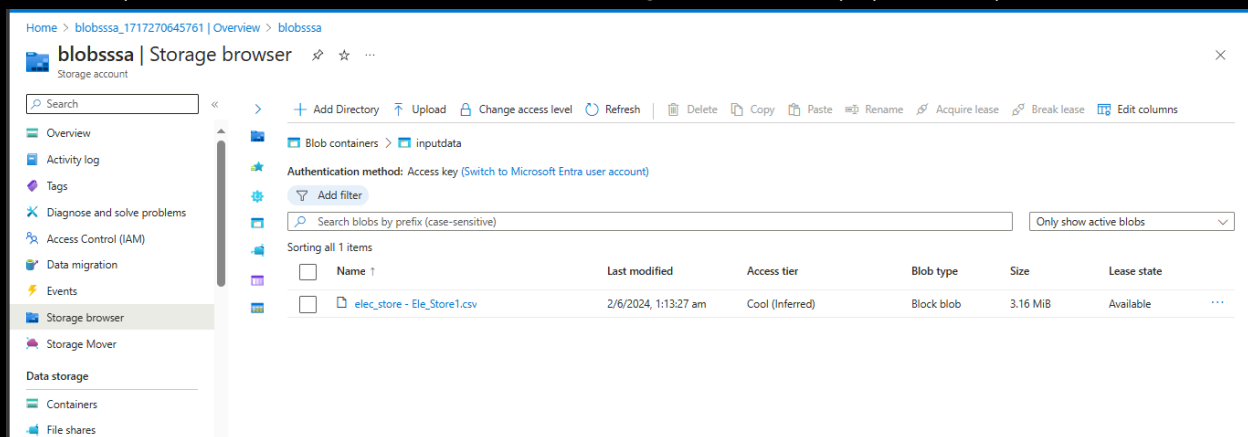 Home > blobsssa_1717270645761 | Overview > blobsssa
blobsssa | Storage browser
Storage account
Search
Overview
Activity log
Tags
Diagnose and solve problems
Access Control (IAM)
Data migration
Events
Storage browser
Storage Mover
Data storage
Containers
File shares
Add Directory Upload Change access level Refresh Delete Copy Paste Rename Acquire lease Break lease Edit columns
Blob containers > inputdata
Authentication method: Access key (Switch to Microsoft Entra user account)
Add filter
Search blobs by prefix (case-sensitive)
Only show active blobs
Sorting all 1 items
Name ↑ Last modified Access tier Blob type Size Lease state
elec_store - Ele_Store1.csv 2/6/2024, 1:13:27 am Cool (Inferred) Block blob 3.16 MiB Available